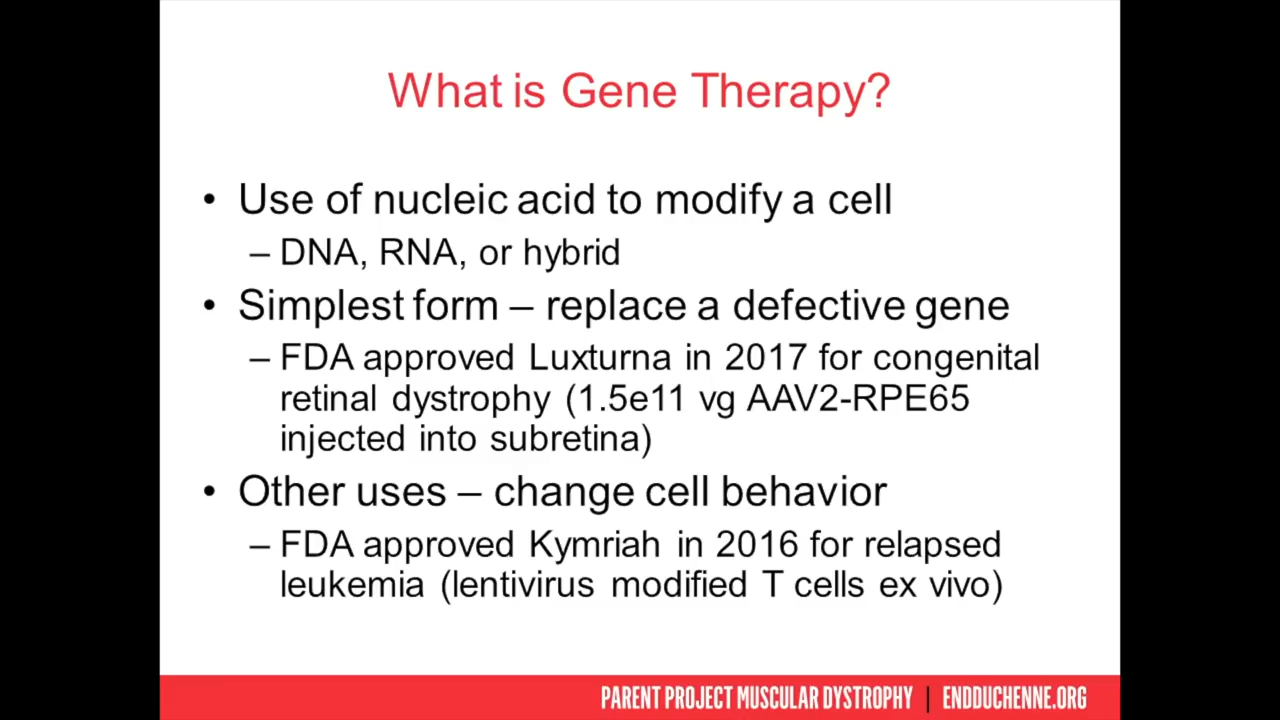 What is Gene Therapy?
• Use of nucleic acid to modify a cell
– DNA, RNA, or hybrid
• Simplest form – replace a defective gene
– FDA approved Luxturna in 2017 for congenital
retinal dystrophy (1.5e11 vg AAV2-RPE65
injected into subretina)
• Other uses – change cell behavior
– FDA approved Kymriah in 2016 for relapsed
leukemia (lentivirus modified T cells ex vivo)
PARENT PROJECT MUSCULAR DYSTROPHY | ENDDUCHENNE.ORG